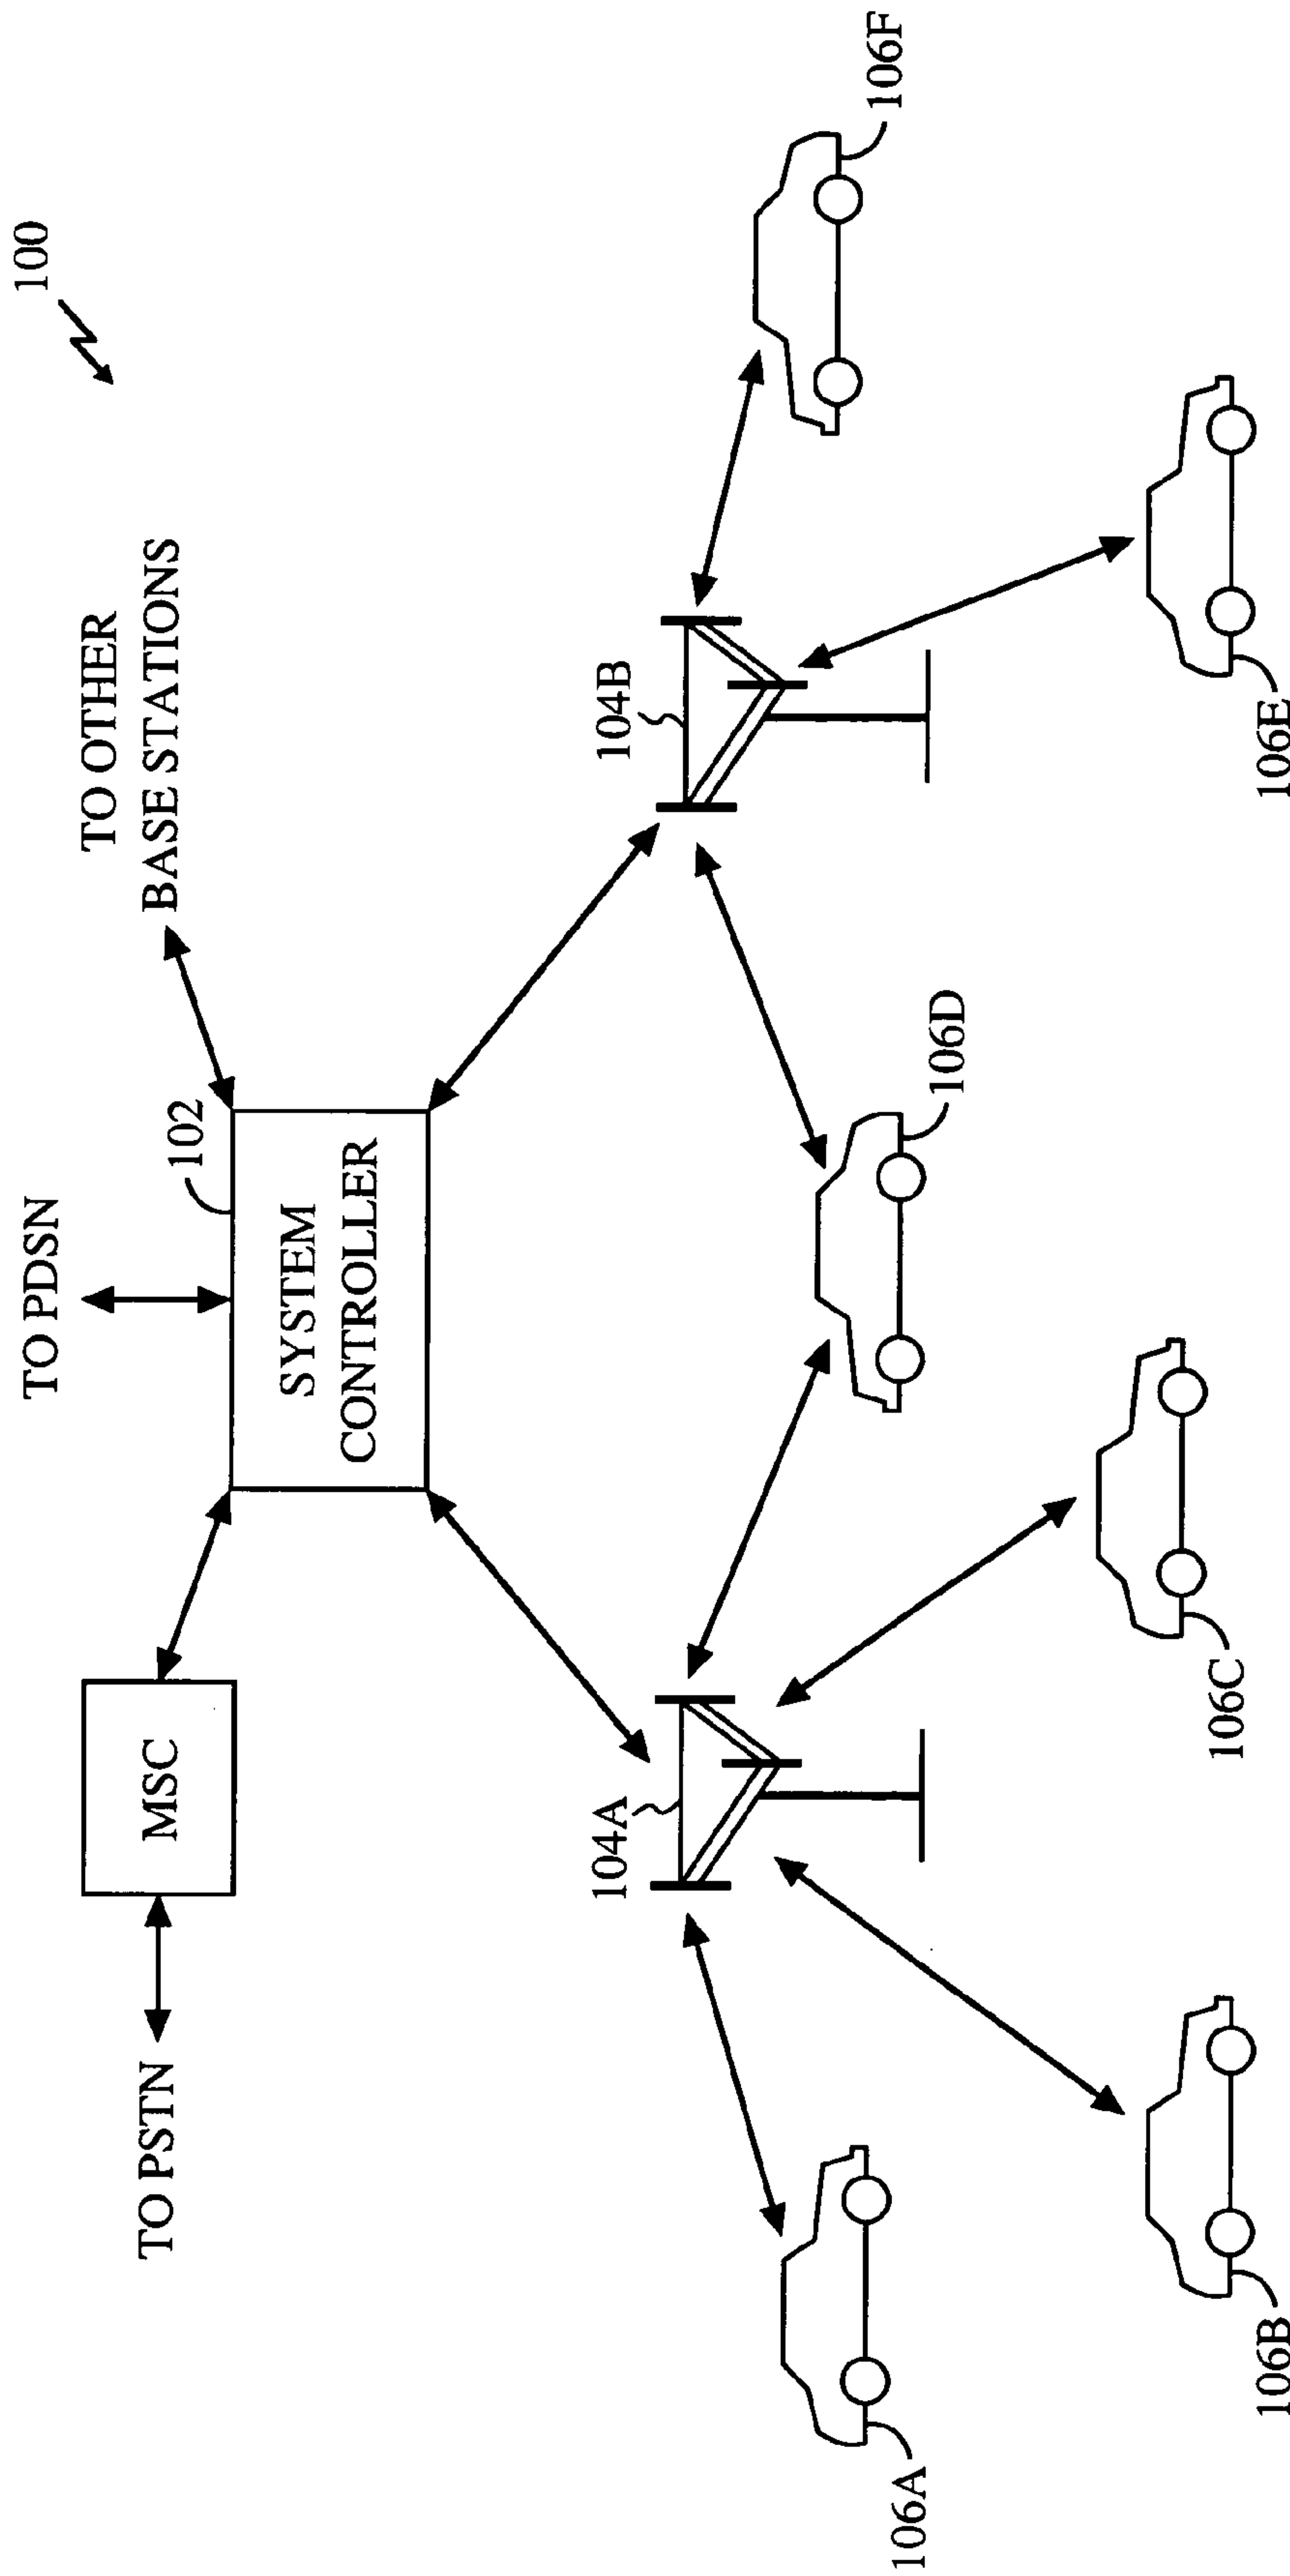 100
TO PDSN
TO OTHER
BASE STATIONS
TO PSTN
MSC
102
SYSTEM
CONTROLLER
104A
104B
106A
106B
106C
106D
106E
106F